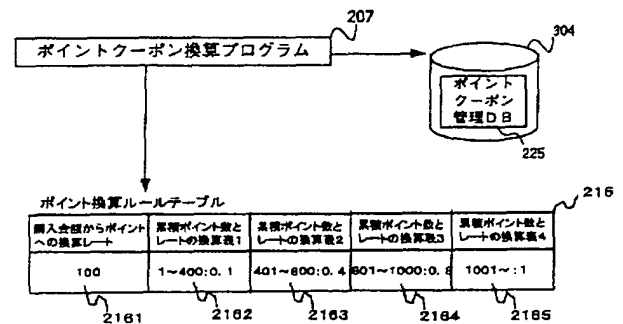 207
ポイントクーポン換算プログラム
304
ポイント
クーポン
管理DB
225
ポイント換算ルールテーブル
216
購入金額からポイント
への換算レート
累積ポイント数と
レートの換算表1
累積ポイント数と
レートの換算表2
累積ポイント数と
レートの換算表3
累積ポイント数と
レートの換算表4
100
1~400:0.1
401~600:0.4
601~1000:0.8
1001~:1
2161
2162
2163
2164
2165